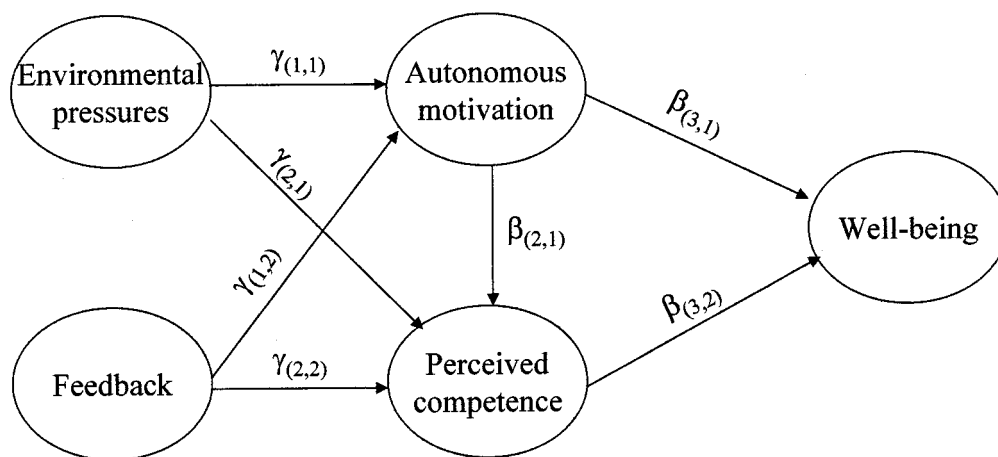 Environmental
pressures
γ(1,1)
Autonomous
motivation
β(3,1)
γ(2,1)
β(2,1)
Well-being
γ(1,2)
β(3,2)
Feedback
γ(2,2)
Perceived
competence